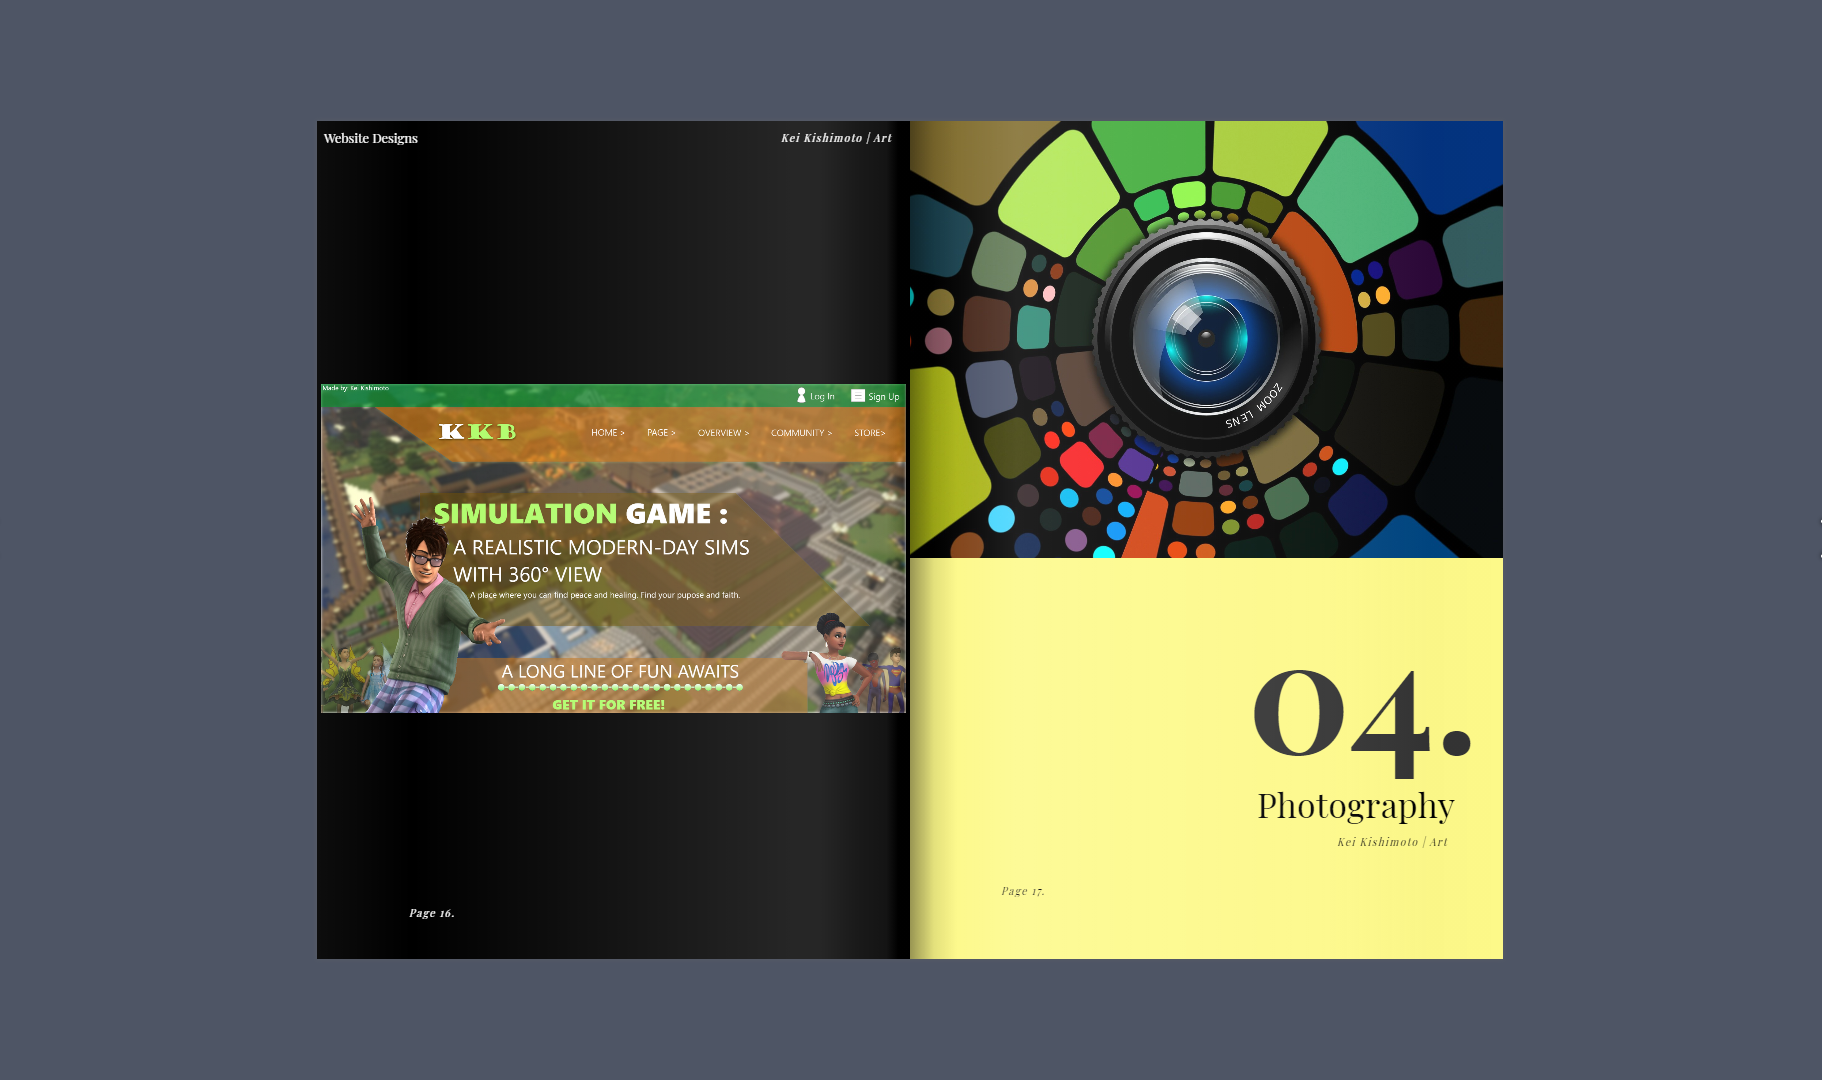 Website Designs
Kei Kishimoto | Art
Made by: Kei Kishimoto
Log In
Sign Up
KKB
HOME >
PAGE >
OVERVIEW >
COMMUNITY >
STORE>
SIMULATION GAME :
A REALISTIC MODERN-DAY SIMS
WITH 360° VIEW
A place where you can find peace and healing. Find your pupose and faith.
A LONG LINE OF FUN AWAITS
GET IT FOR FREE!
Page 16.
ZOOM LENS
04.
Photography
Kei Kishimoto | Art
Page 17.